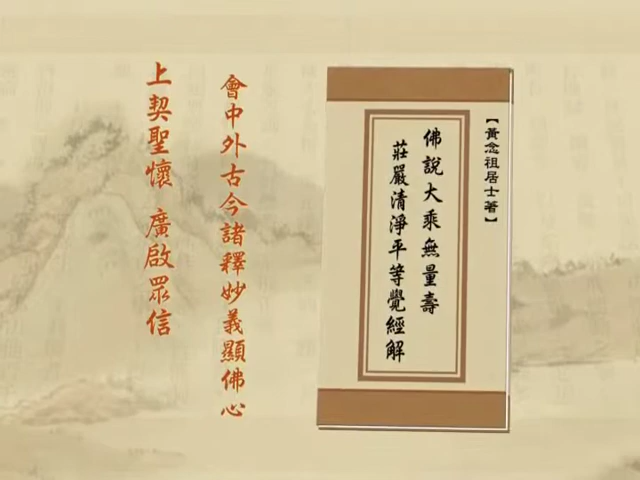 【黃念祖居士著】
佛說大乘無量壽
莊嚴清淨平等覺經解
會中外古今諸釋妙義顯佛心
上契聖懷 廣啟眾信